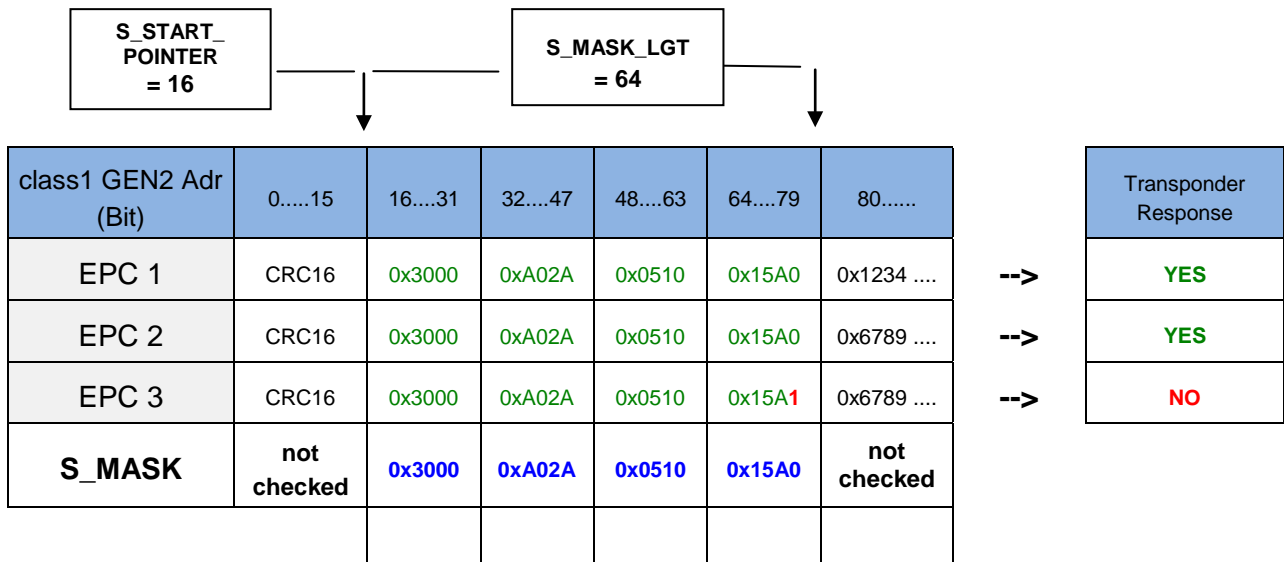 S_START_
POINTER
= 16
S_MASK_LGT
= 64
class1 GEN2 Adr
(Bit)
0.....15
16....31
32....47
48....63
64....79
80......
Transponder
Response
EPC 1
CRC16
0x3000
0xA02A
0x0510
0x15A0
0x1234 ....
-->
YES
EPC 2
CRC16
0x3000
0xA02A
0x0510
0x15A0
0x6789 ....
-->
YES
EPC 3
CRC16
0x3000
0xA02A
0x0510
0x15A1
0x6789 ....
-->
NO
S_MASK
not
checked
0x3000
0xA02A
0x0510
0x15A0
not
checked